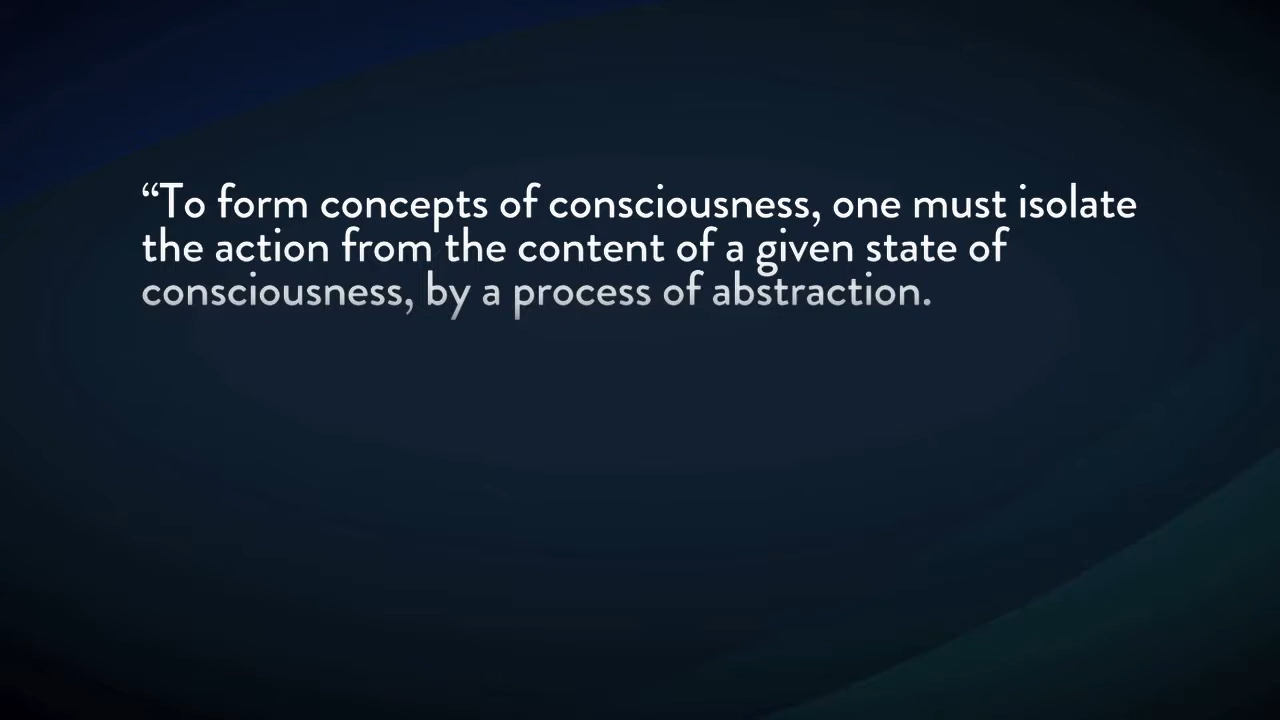 “To form concepts of consciousness, one must isolate
the action from the content of a given state of
consciousness, by a process of abstraction.